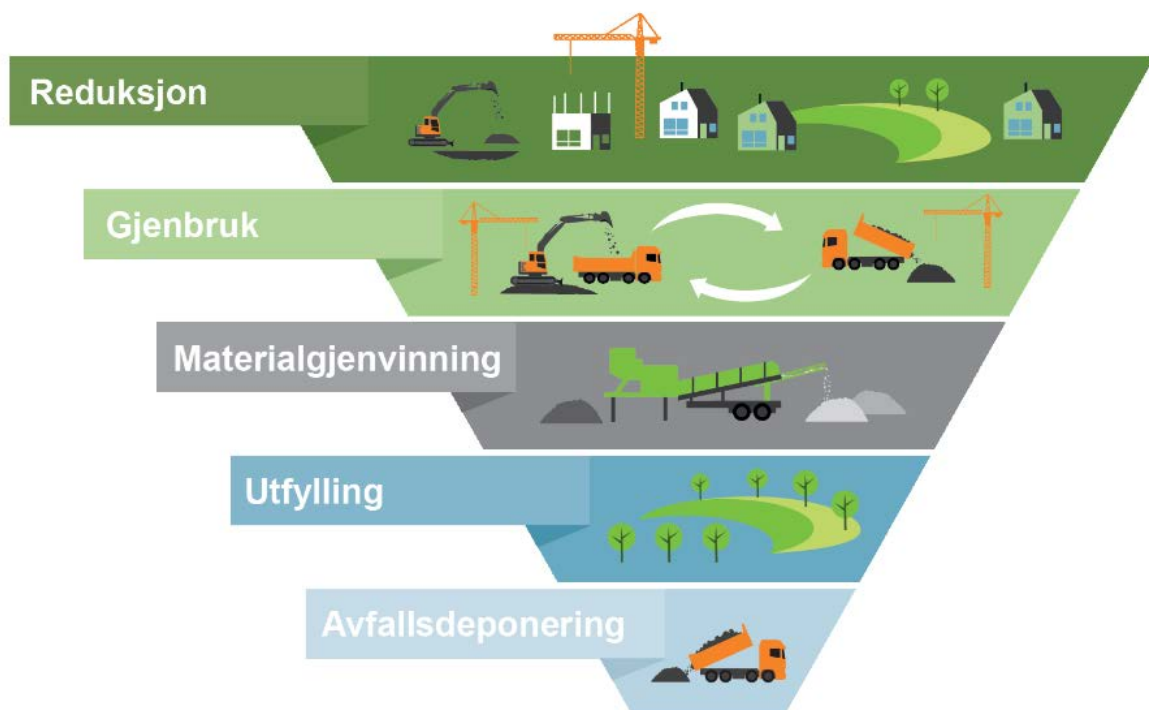 Reduksjon
Gjenbruk
Materialgjenvinning
Utfylling
Avfallsdeponering